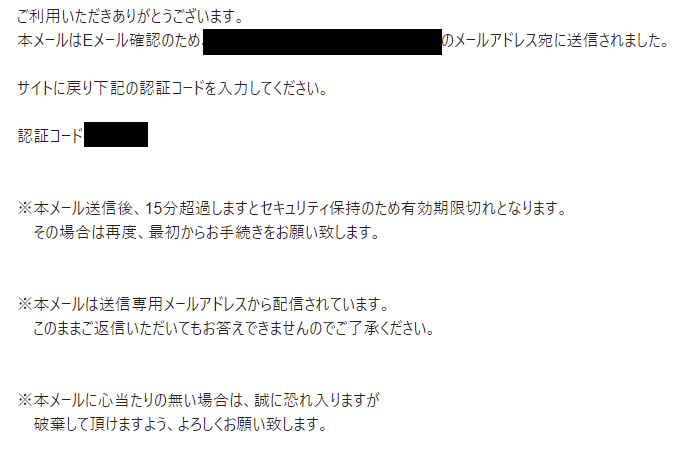 ご利用いただきありがとうございます。
本メールはEメール確認のため、のメールアドレス宛に送信されました。
サイトに戻り下記の認証コードを入力してください。
認証コード
※本メール送信後、15分超過しますとセキュリティ保持のため有効期限切れとなります。
その場合は再度、最初からお手続きをお願い致します。
※本メールは送信専用メールアドレスから配信されています。
このままご返信いただいてもお答えできませんのでご了承ください。
※本メールに心当たりの無い場合は、誠に恐れ入りますが
破棄して頂けますよう、よろしくお願い致します。